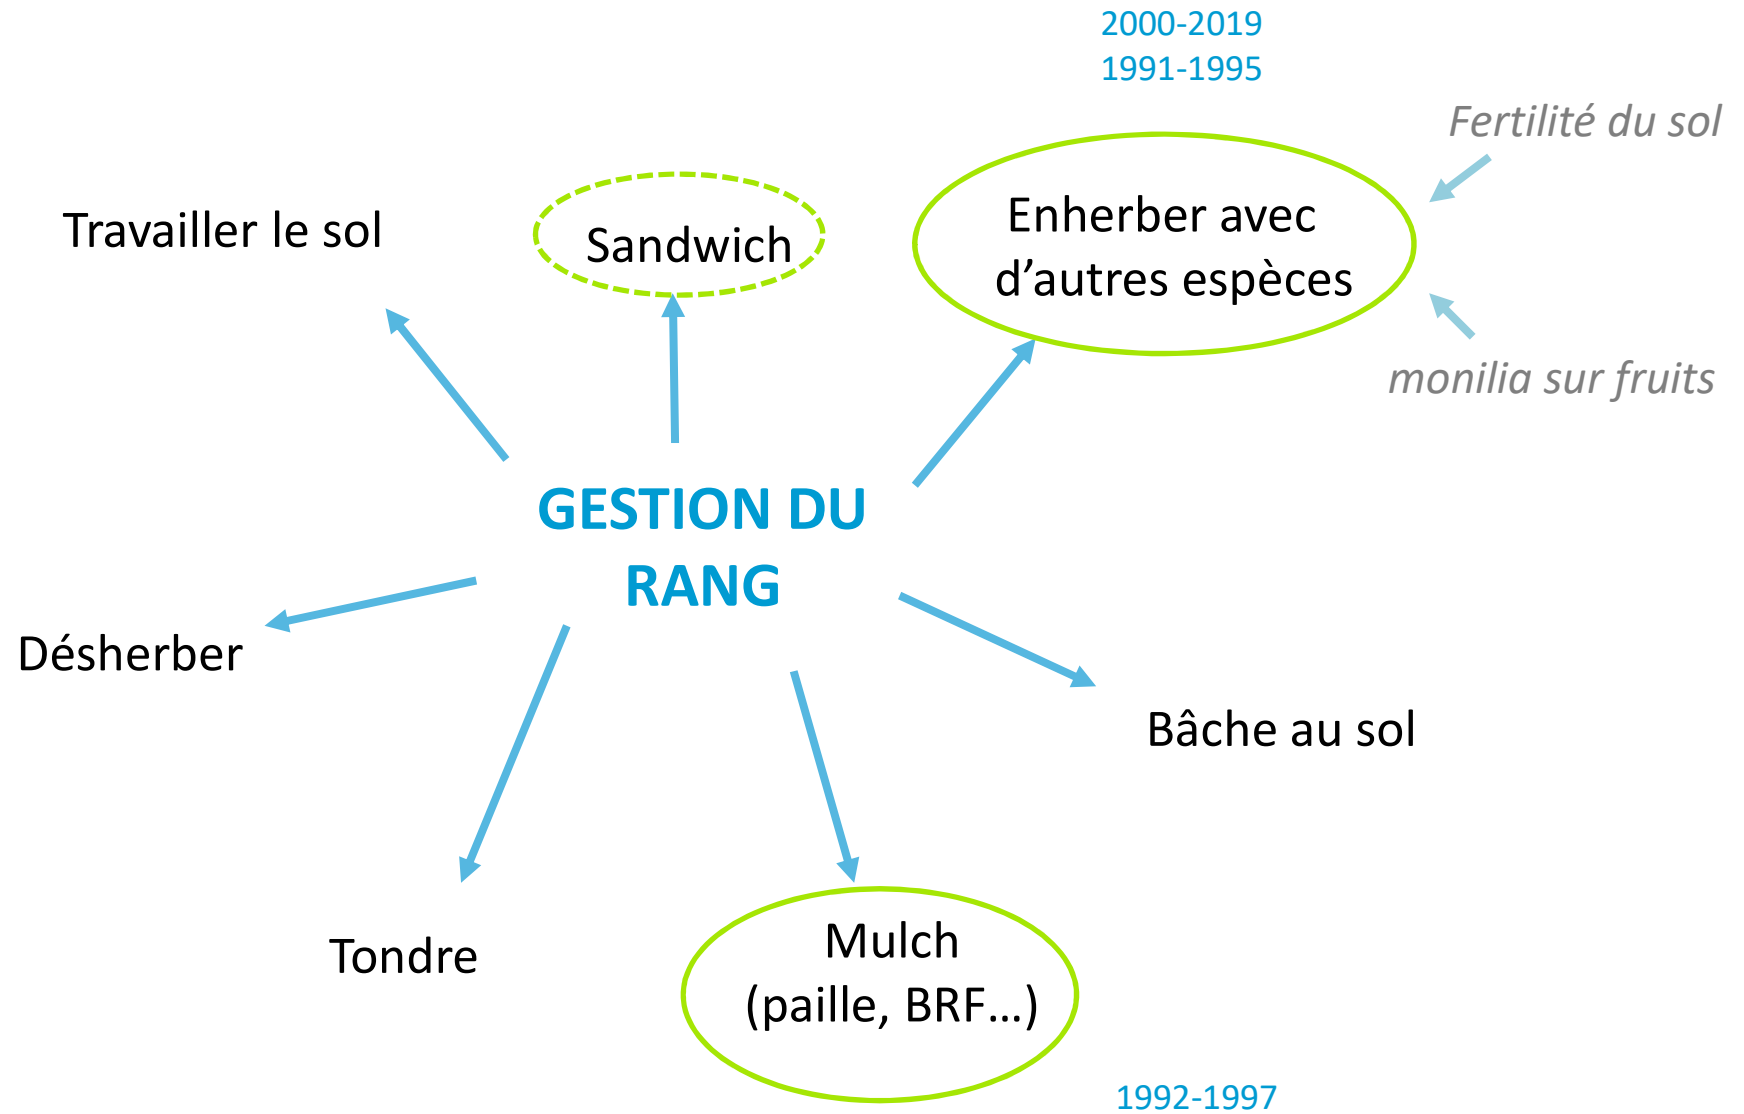 2000-2019
1991-1995
Fertilité du sol
Travailler le sol
Sandwich
Enherber avec
d’autres espèces
monilia sur fruits
GESTION DU
RANG
Désherber
Bâche au sol
Tondre
Mulch
(paille, BRF…)
1992-1997